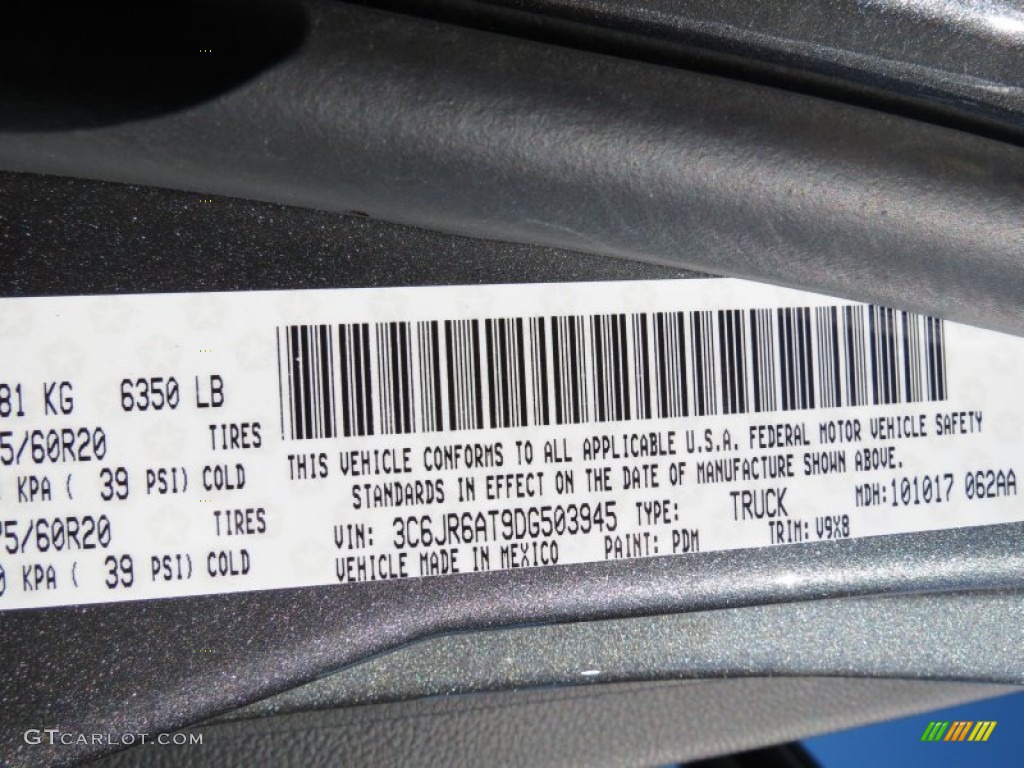 81 KG 6350 LB
5/60R20 TIRES
KPA ( 39 PSI) COLD
75/60R20 TIRES
0 KPA ( 39 PSI) COLD
THIS VEHICLE CONFORMS TO ALL APPLICABLE U.S.A. FEDERAL MOTOR VEHICLE SAFETY
STANDARDS IN EFFECT ON THE DATE OF MANUFACTURE SHOWN ABOVE.
VIN: 3C6JR6AT9DG503945 TYPE: TRUCK MDH:101017 062AA
VEHICLE MADE IN MEXICO PAINT: PDM TRIM: V9X8
GTCARLOT.COM